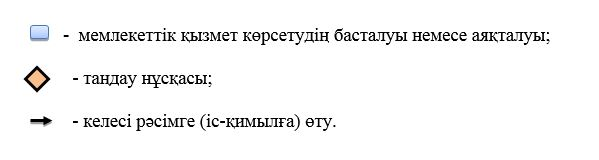 - мемлекеттік қызмет көрсетудің басталуы немесе аяқталуы;
- таңдау нұсқасы;
- келесі рәсімге (іс-қимылға) өту.